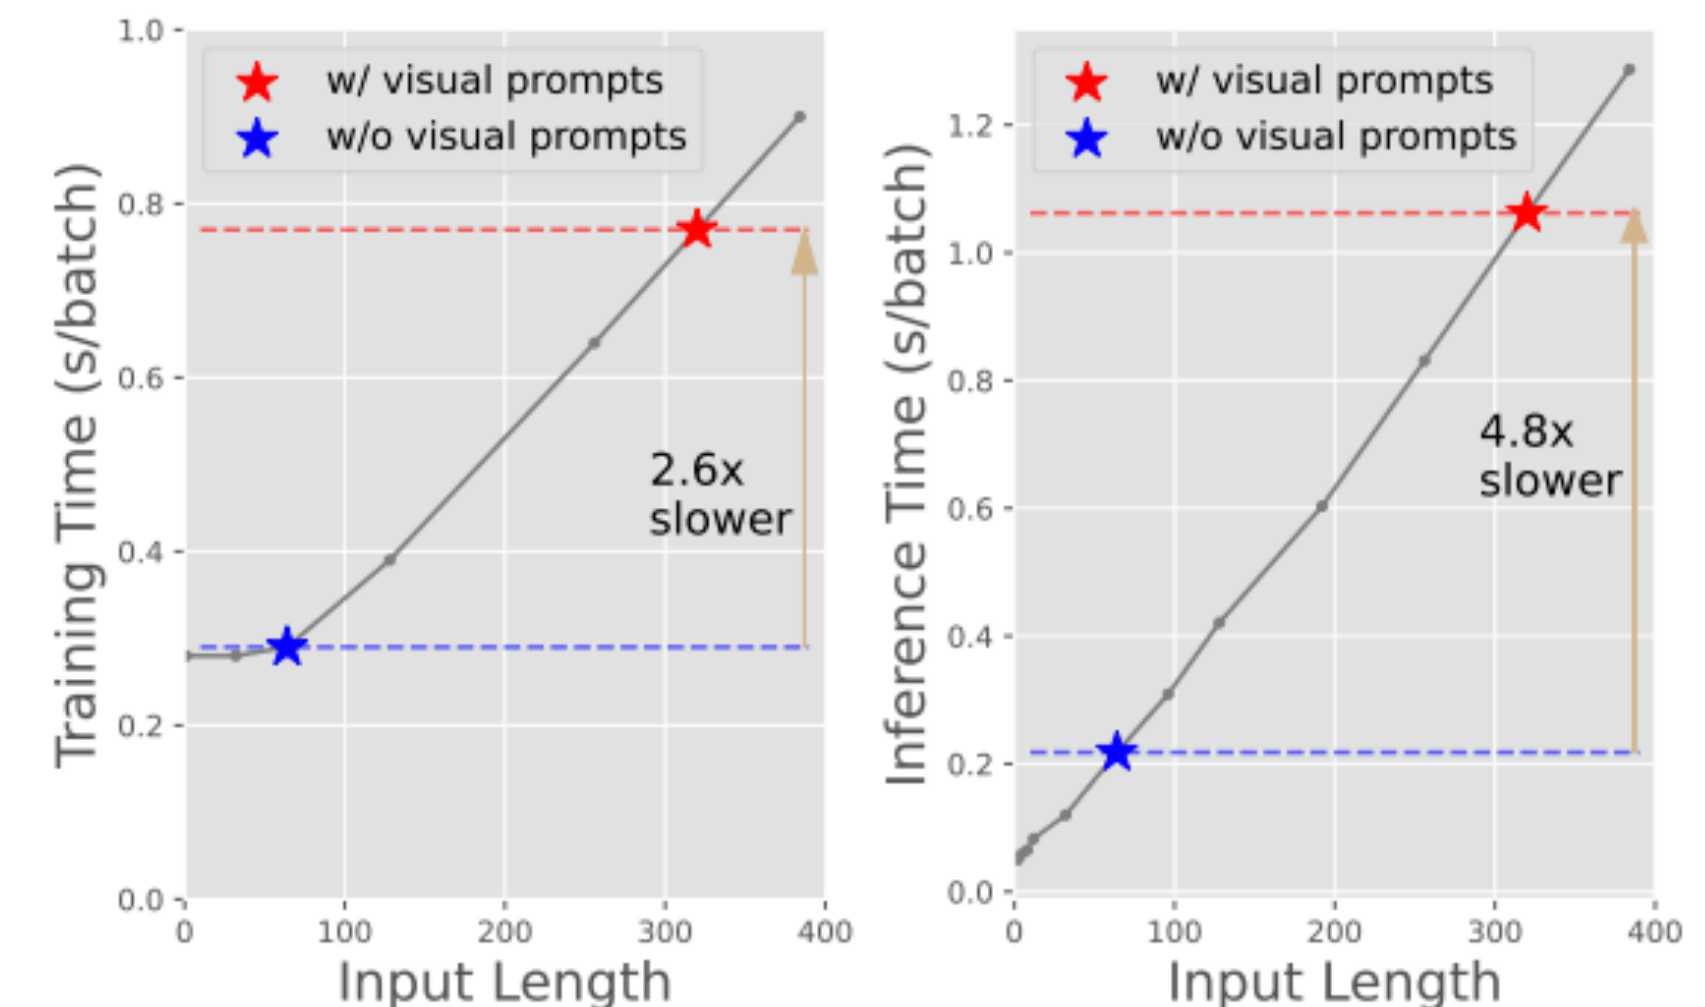 1.0
0.8
0.6
0.4
0.2
0.0
Training Time (s/batch)
w/ visual prompts
w/o visual prompts
2.6x
slower
0 100 200 300 400
Input Length
1.2
1.0
0.8
0.6
0.4
0.2
0.0
Inference Time (s/batch)
w/ visual prompts
w/o visual prompts
4.8x
slower
0 100 200 300 400
Input Length